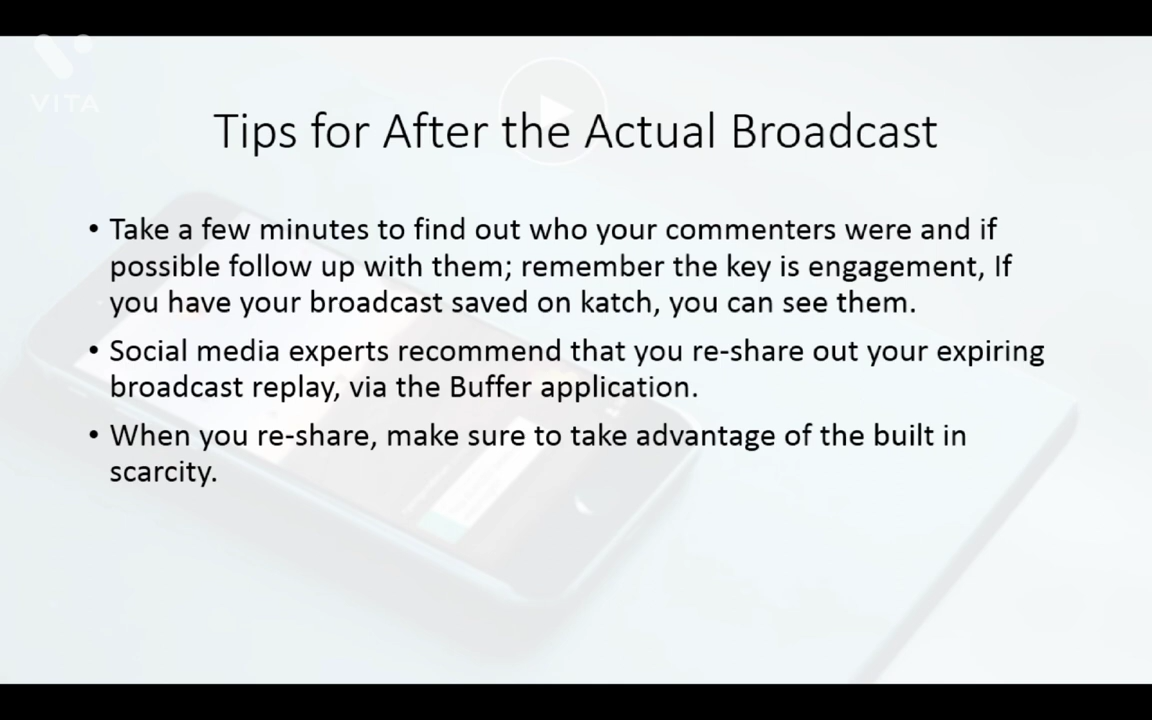 VITA
Tips for After the Actual Broadcast
• Take a few minutes to find out who your commenters were and if
possible follow up with them; remember the key is engagement, If
you have your broadcast saved on katch, you can see them.
• Social media experts recommend that you re-share out your expiring
broadcast replay, via the Buffer application.
• When you re-share, make sure to take advantage of the built in
scarcity.